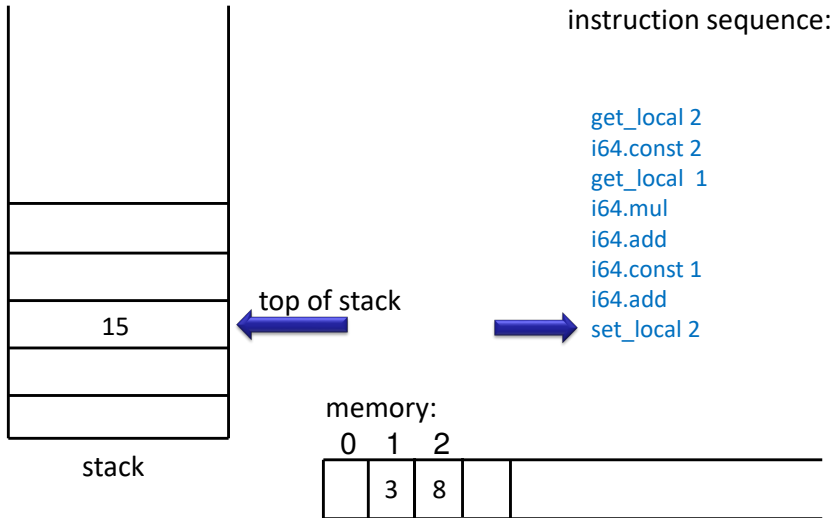 instruction sequence:
get_local 2
i64.const 2
get_local 1
i64.mul
i64.add
i64.const 1
i64.add
set_local 2
top of stack
15
stack
memory:
0 1 2
3 8